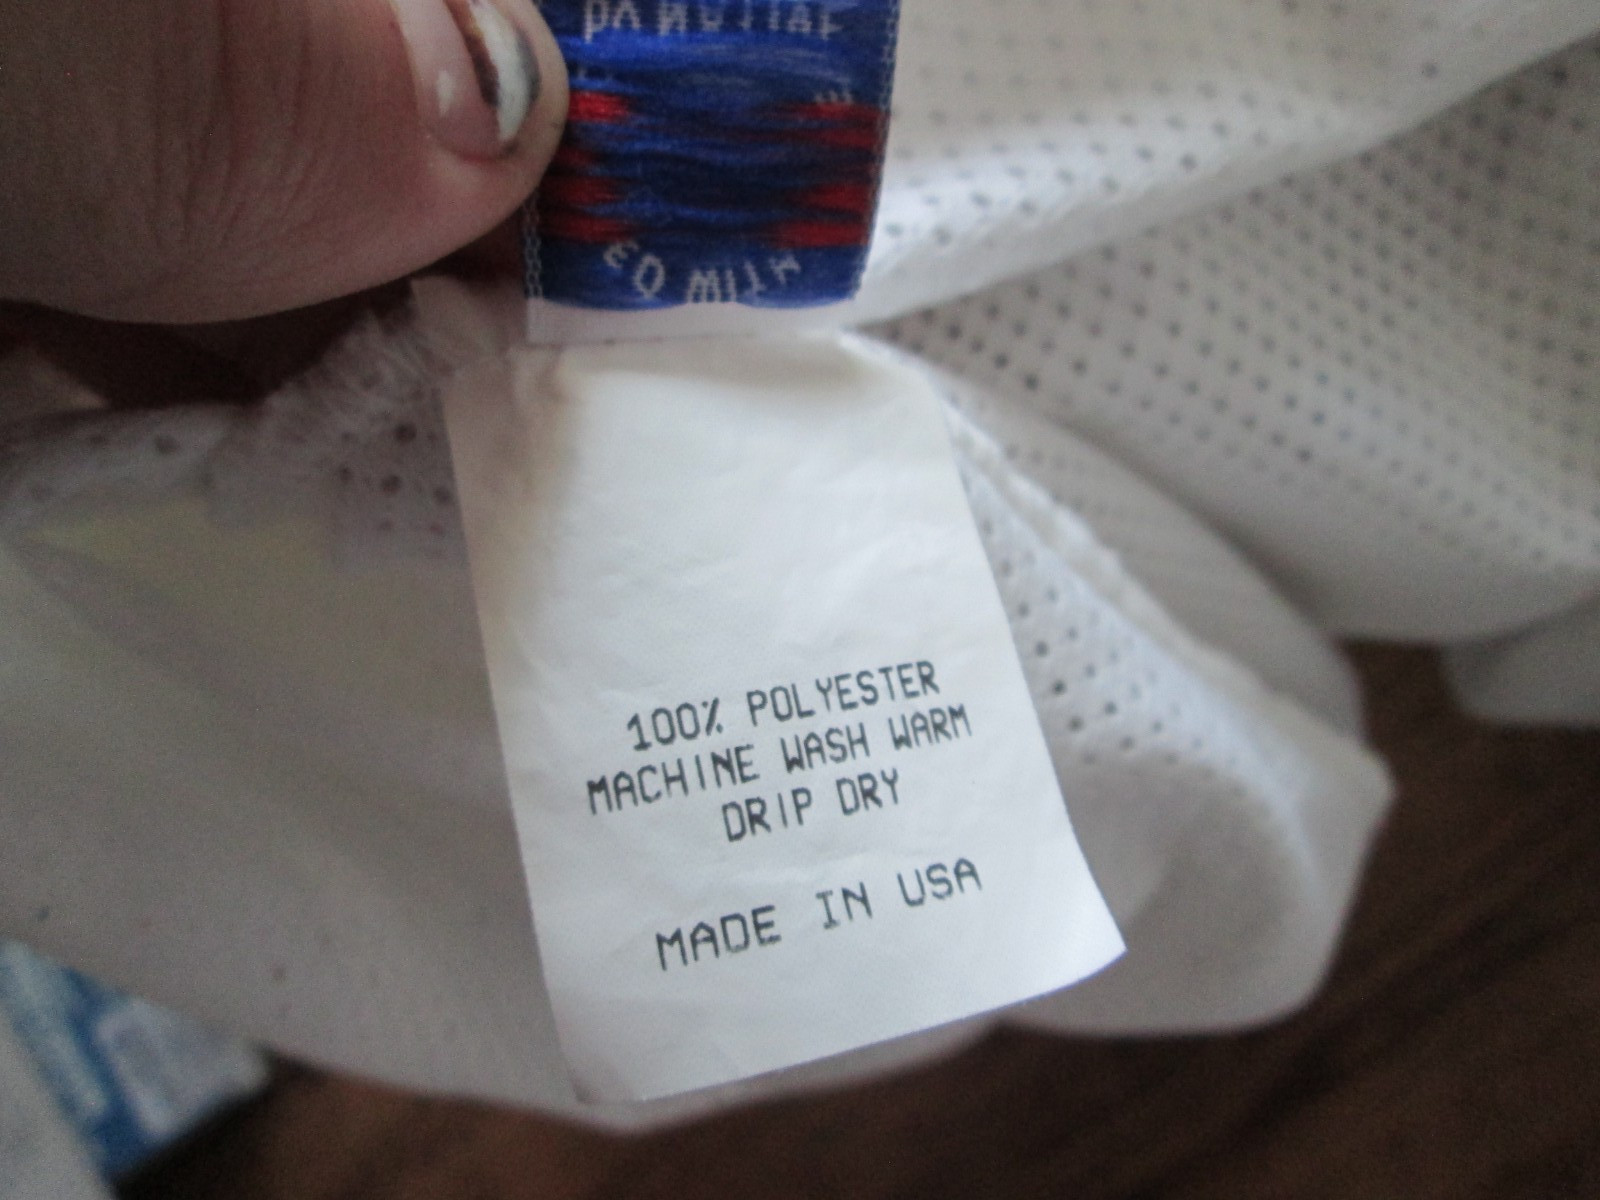 100% POLYESTER
MACHINE WASH WARM
DRIP DRY
MADE IN USA